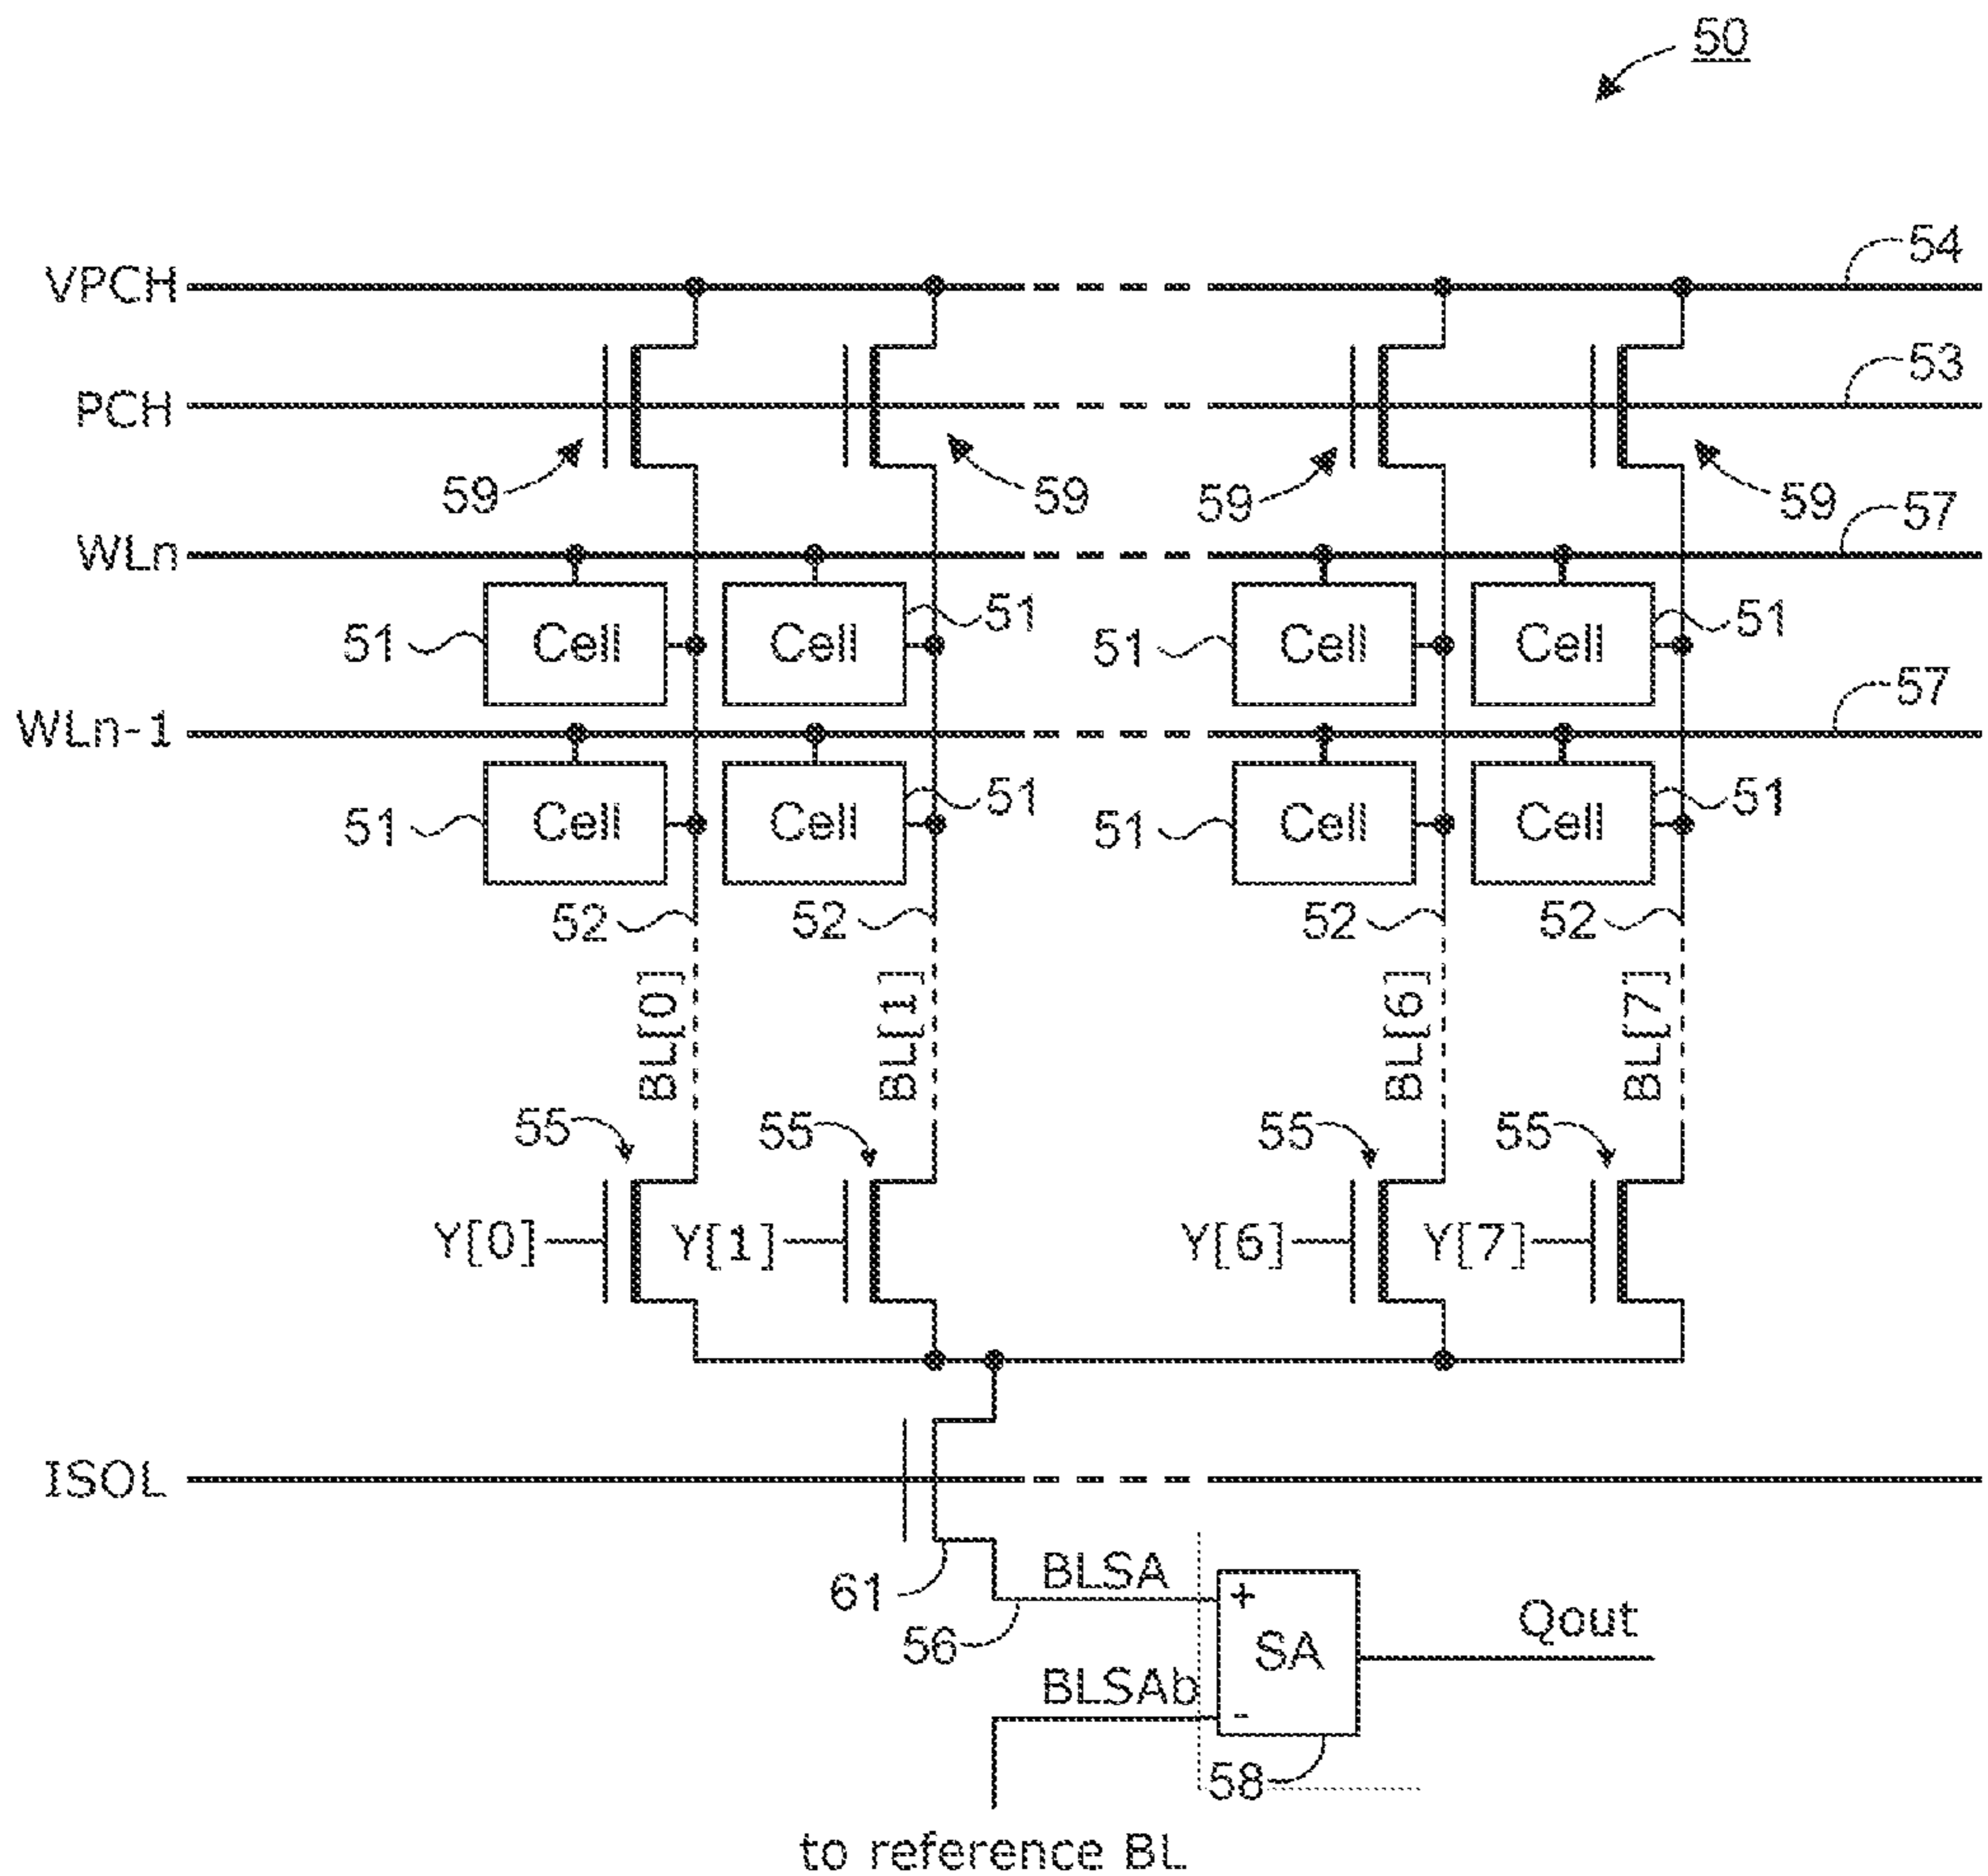 50
54
VPCH
53
PCH
59
59
59
59
57
WLn
51
Cell
Cell
51
51
Cell
Cell
51
57
WLn-1
51
Cell
Cell
51
51
Cell
Cell
51
52
52
52
52
BL[0]
BL[1]
BL[6]
BL[7]
55
55
55
55
Y[0]
Y[1]
Y[6]
Y[7]
ISOL
61
BLSA
+
56
SA
Qout
BLSAb
-
58
to reference BL